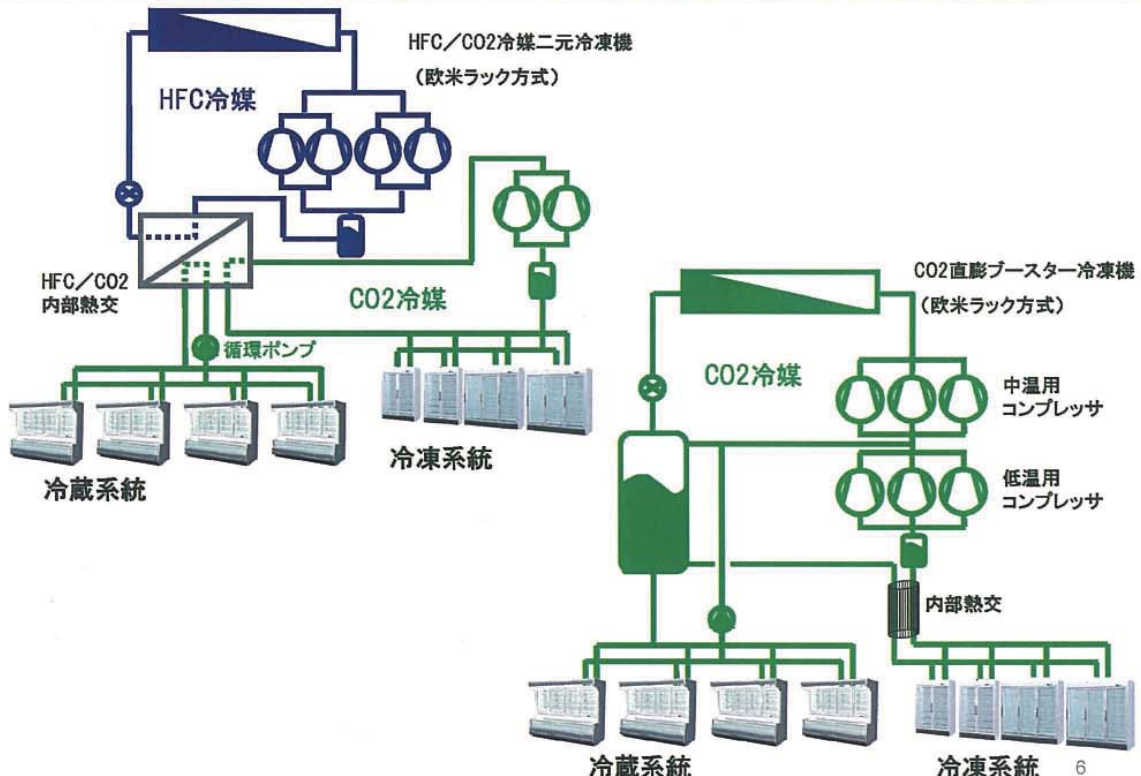 HFC／CO2冷媒二元冷凍機
（欧米ラック方式）
HFC冷媒
HFC／CO2
内部熱交
CO2冷媒
循環ポンプ
冷蔵系統
冷凍系統
CO2直膨ブースター冷凍機
（欧米ラック方式）
CO2冷媒
中温用
コンプレッサ
低温用
コンプレッサ
内部熱交
冷蔵系統
冷凍系統
6